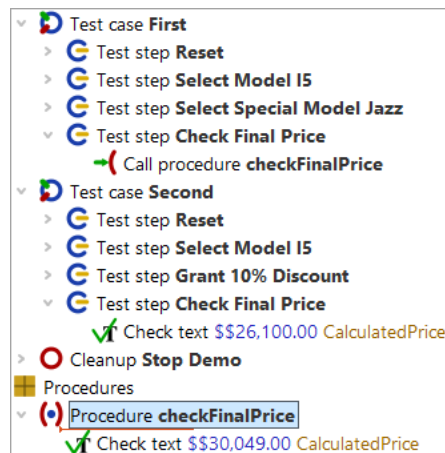 Test case First
Test step Reset
Test step Select Model I5
Test step Select Special Model Jazz
Test step Check Final Price
Call procedure checkFinalPrice
Test case Second
Test step Reset
Test step Select Model I5
Test step Grant 10% Discount
Test step Check Final Price
Check text $$26,100.00 CalculatedPrice
Cleanup Stop Demo
Procedures
Procedure checkFinalPrice
Check text $$30,049.00 CalculatedPrice